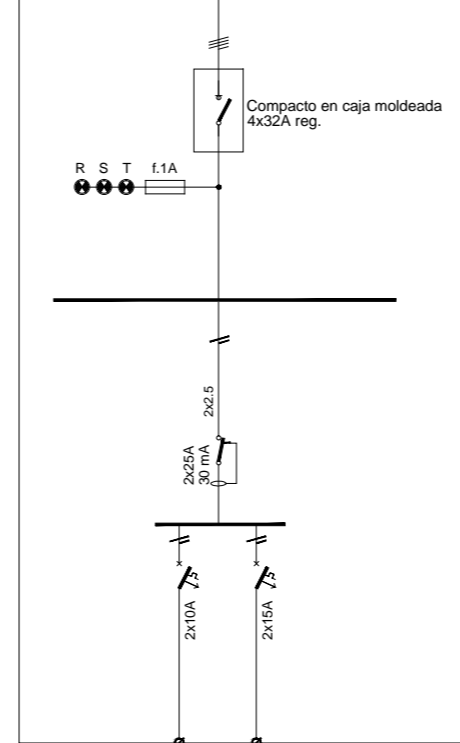 Compacto en caja moldeada
4x32A reg.
R S T f.1A
2x2.5
2x25A
30 mA
2x10A
2x15A